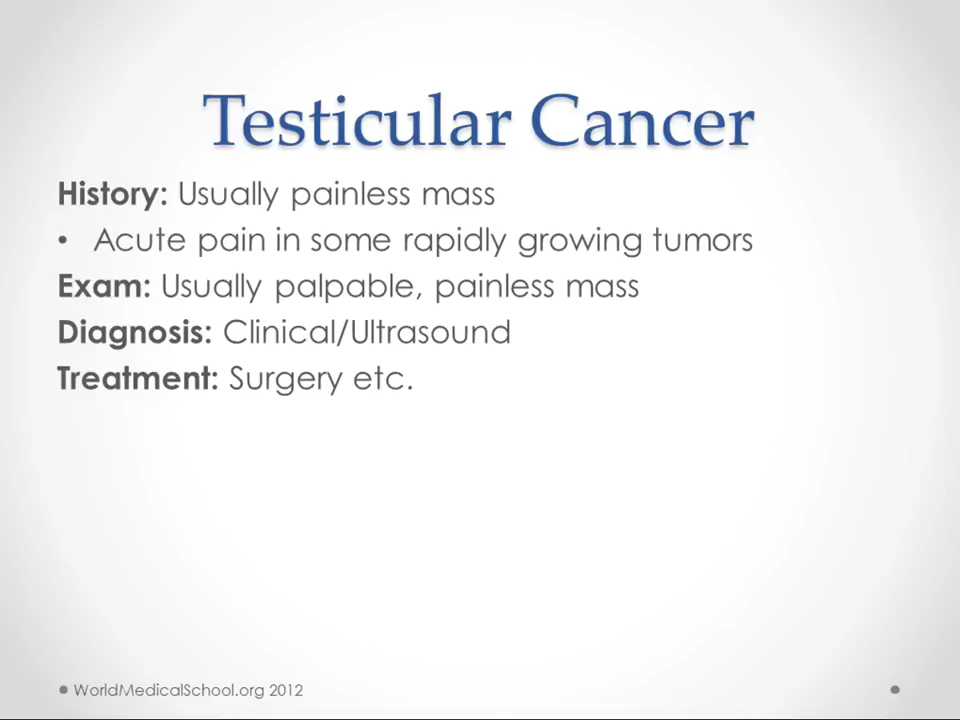 Testicular Cancer
History: Usually painless mass
• Acute pain in some rapidly growing tumors
Exam: Usually palpable, painless mass
Diagnosis: Clinical/Ultrasound
Treatment: Surgery etc.
WorldMedicalSchool.org 2012